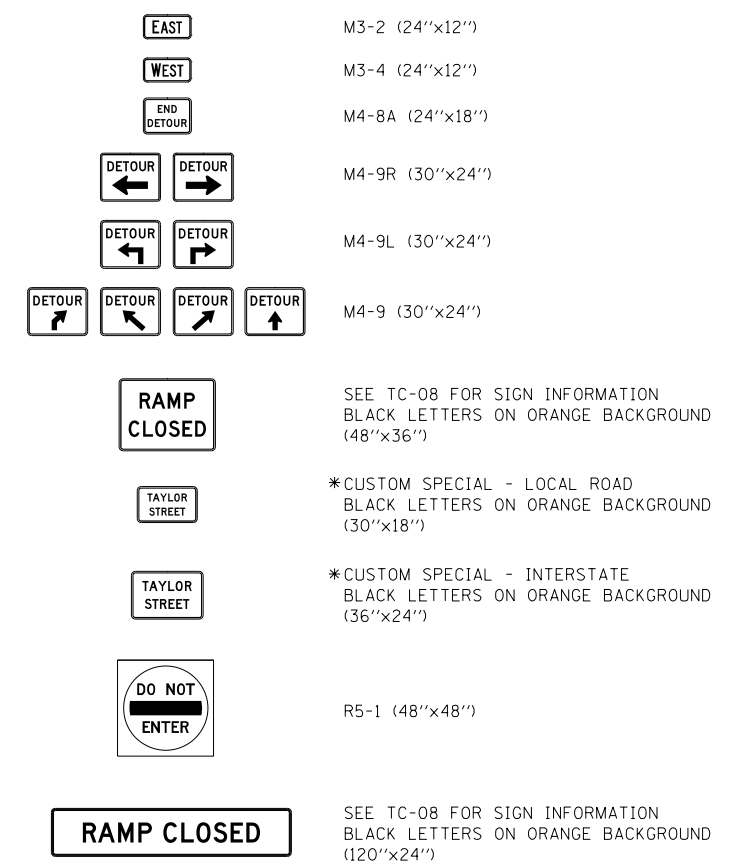 EAST
M3-2 (24''x12'')
WEST
M3-4 (24''x12'')
END
DETOUR
M4-8A (24''x18'')
DETOUR DETOUR
M4-9R (30''x24'')
DETOUR DETOUR
M4-9L (30''x24'')
DETOUR DETOUR DETOUR DETOUR
M4-9 (30''x24'')
RAMP
CLOSED
SEE TC-08 FOR SIGN INFORMATION
BLACK LETTERS ON ORANGE BACKGROUND
(48''x36'')
TAYLOR
STREET
*CUSTOM SPECIAL - LOCAL ROAD
BLACK LETTERS ON ORANGE BACKGROUND
(30''x18'')
TAYLOR
STREET
*CUSTOM SPECIAL - INTERSTATE
BLACK LETTERS ON ORANGE BACKGROUND
(36''x24'')
DO NOT
ENTER
R5-1 (48''x48'')
RAMP CLOSED
SEE TC-08 FOR SIGN INFORMATION
BLACK LETTERS ON ORANGE BACKGROUND
(120''x24'')